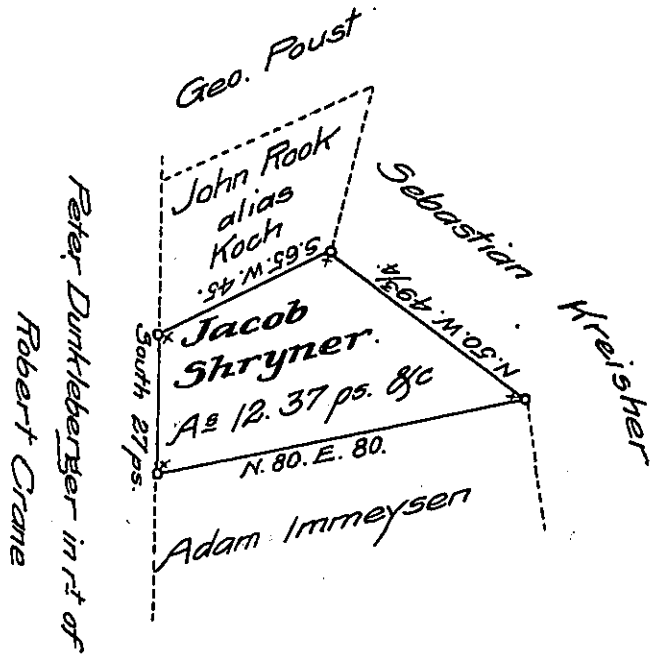 Geo. Poust
John Rook
alias
Koch
Sebastian Kreisher
S.65.W.45.
N.50.W.49¾
Jacob
Shryner.
As 12. 37 ps. &c
South 27 ps.
N. 80. E. 80.
Adam Immeysen
Peter Dunkleberger in rt of
Robert Crane